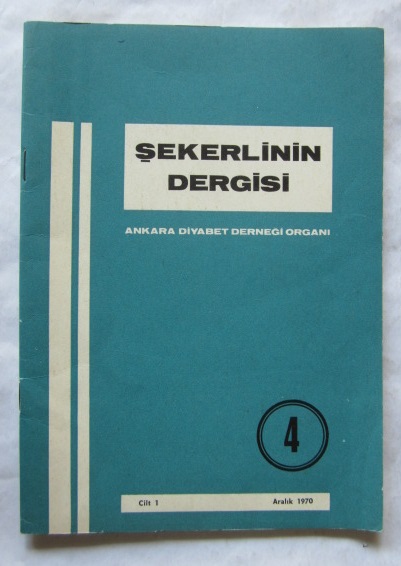 ŞEKERLİNİN
DERGİSİ
ANKARA DİYABET DERNEĞİ ORGANI
4
Cilt 1 Aralık 1970